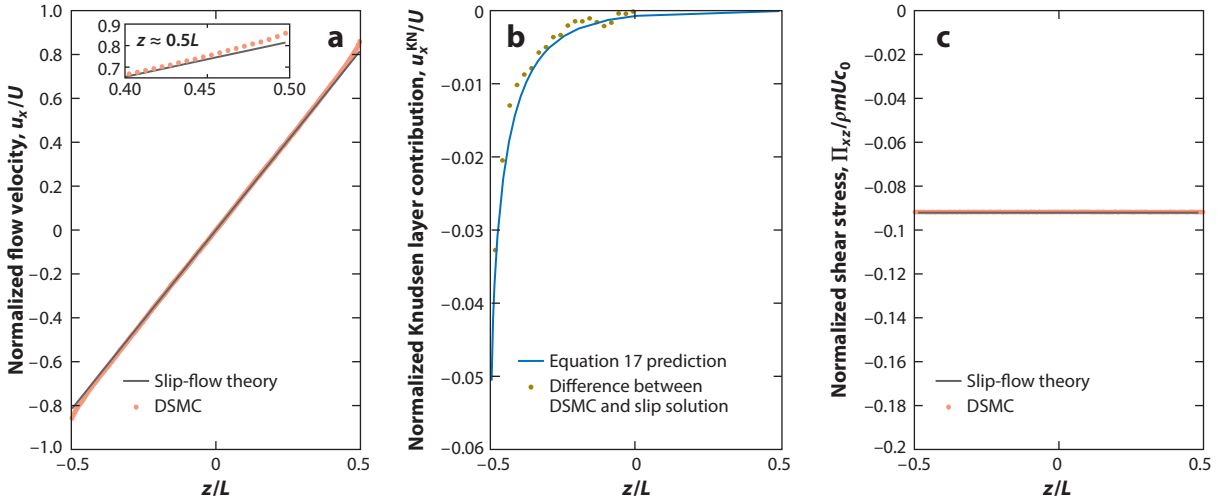 a
Normalized flow velocity, u_x/U
1.0
0.8
0.6
0.4
0.2
0
−0.2
−0.4
−0.6
−0.8
−1.0
0.9
0.8
0.7
z ≈ 0.5L
0.40
0.45
0.50
Slip-flow theory
DSMC
−0.5
0
0.5
z/L
b
Normalized Knudsen layer contribution, u_x^KN/U
0
−0.01
−0.02
−0.03
−0.04
−0.05
−0.06
Equation 17 prediction
Difference between
DSMC and slip solution
−0.5
0
0.5
z/L
c
Normalized shear stress, Π_xz/ρmUc_0
0
−0.02
−0.04
−0.06
−0.08
−0.1
−0.12
−0.14
−0.16
−0.18
−0.2
Slip-flow theory
DSMC
−0.5
0
0.5
z/L